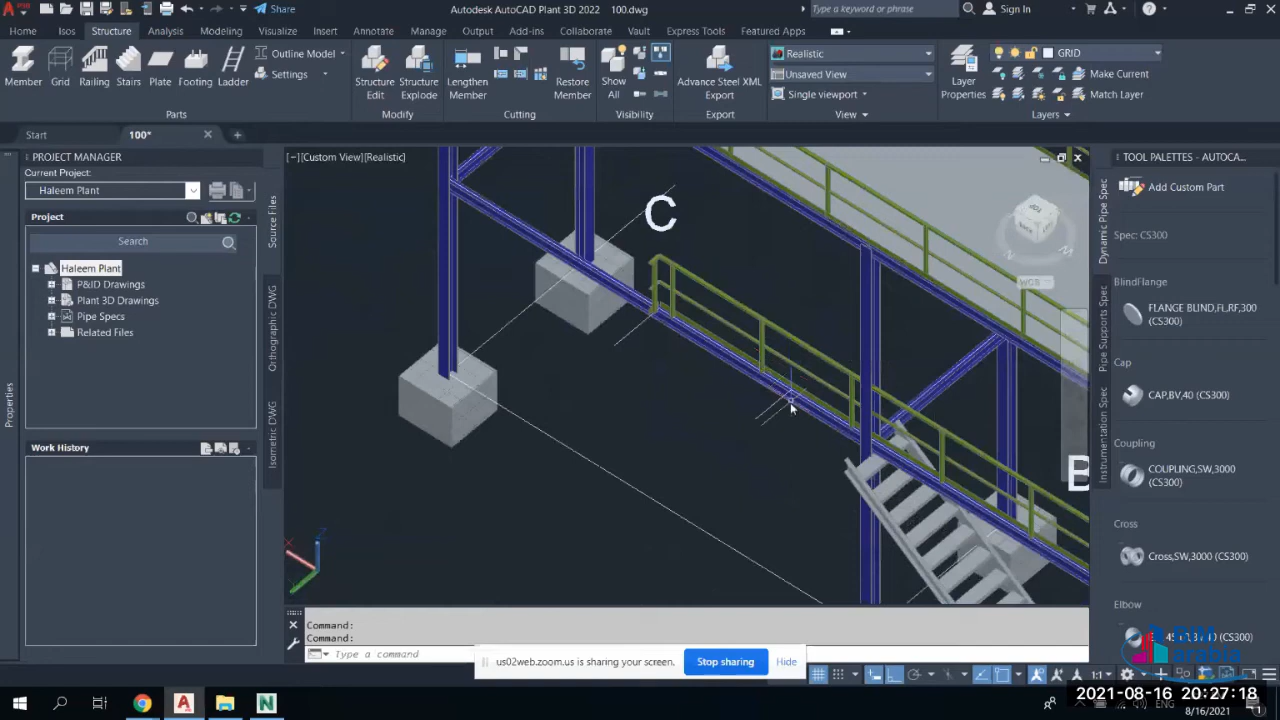 Share
Autodesk AutoCAD Plant 3D 2022 100.dwg
Type a keyword or phrase
Sign In
Home Isos Structure Analysis Modeling Visualize Insert Annotate Manage Output Add-ins Collaborate Vault Express Tools Featured Apps
Member Grid Railing Stairs Plate Footing Ladder
Outline Model
Settings
Structure Edit
Structure Explode
Lengthen Member
Restore Member
Show All
Advance Steel XML Export
Realistic
Unsaved View
Single viewport
Layer Properties
GRID
Make Current
Match Layer
Parts Modify Cutting Visibility Export View Layers
Start 100*
PROJECT MANAGER
Current Project:
Haleem Plant
Project
Search
Haleem Plant
P&ID Drawings
Plant 3D Drawings
Pipe Specs
Related Files
Work History
Source Files
Orthographic DWG
Isometric DWG
Properties
[−][Custom View][Realistic]
C
B
WCS
X
Y
Z
Command:
Command:
Type a command
us02web.zoom.us is sharing your screen.
Stop sharing
Hide
TOOL PALETTES - AUTOCA...
Dynamic Pipe Spec
Pipe Supports Spec
Instrumentation Spec
Add Custom Part
Spec: CS300
BlindFlange
FLANGE BLIND,FL,RF,300 (CS300)
Cap
CAP,BV,40 (CS300)
Coupling
COUPLING,SW,3000 (CS300)
Cross
Cross,SW,3000 (CS300)
Elbow
1:1
ENG
2021-08-16 20:27:18
8/16/2021